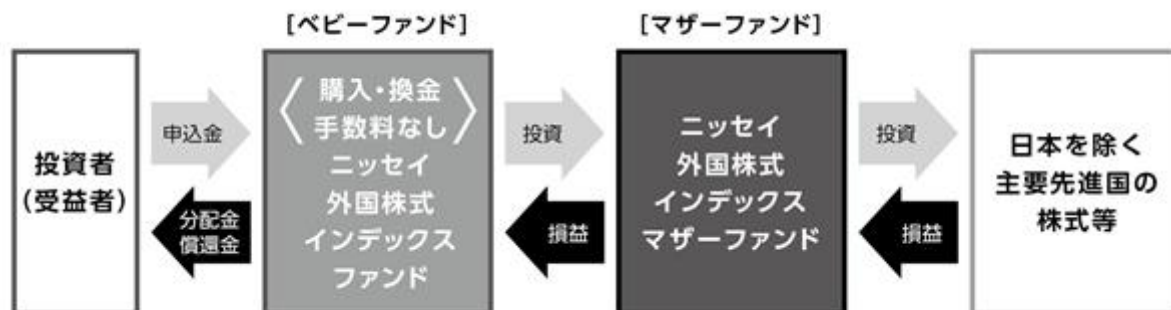 [ベビーファンド]
[マザーファンド]
投資者
(受益者)
申込金
分配金
償還金
〈購入・換金
手数料なし〉
ニッセイ
外国株式
インデックス
ファンド
投資
損益
ニッセイ
外国株式
インデックス
マザーファンド
投資
損益
日本を除く
主要先進国の
株式等